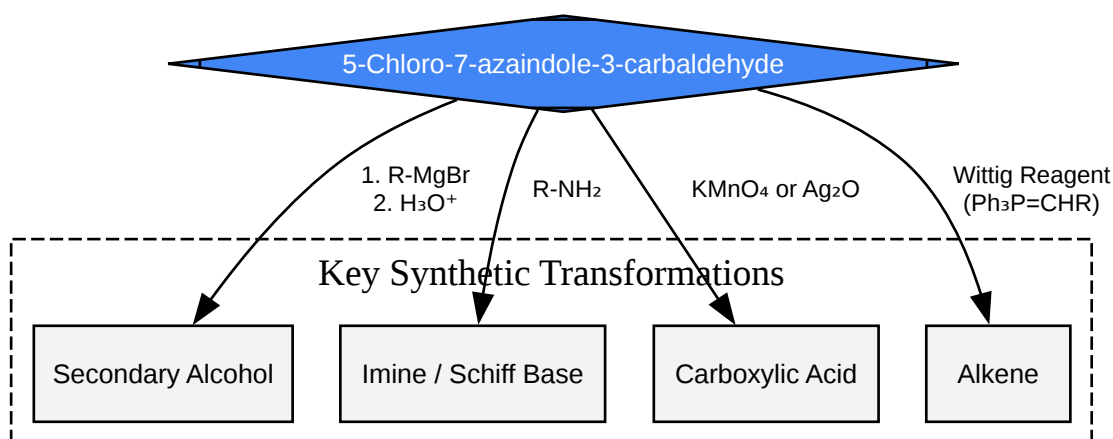 5-Chloro-7-azaindole-3-carbaldehyde
1. R-MgBr
2. H₃O⁺
R-NH₂
KMnO₄ or Ag₂O
Wittig Reagent
(Ph₃P=CHR)
Key Synthetic Transformations
Secondary Alcohol
Imine / Schiff Base
Carboxylic Acid
Alkene